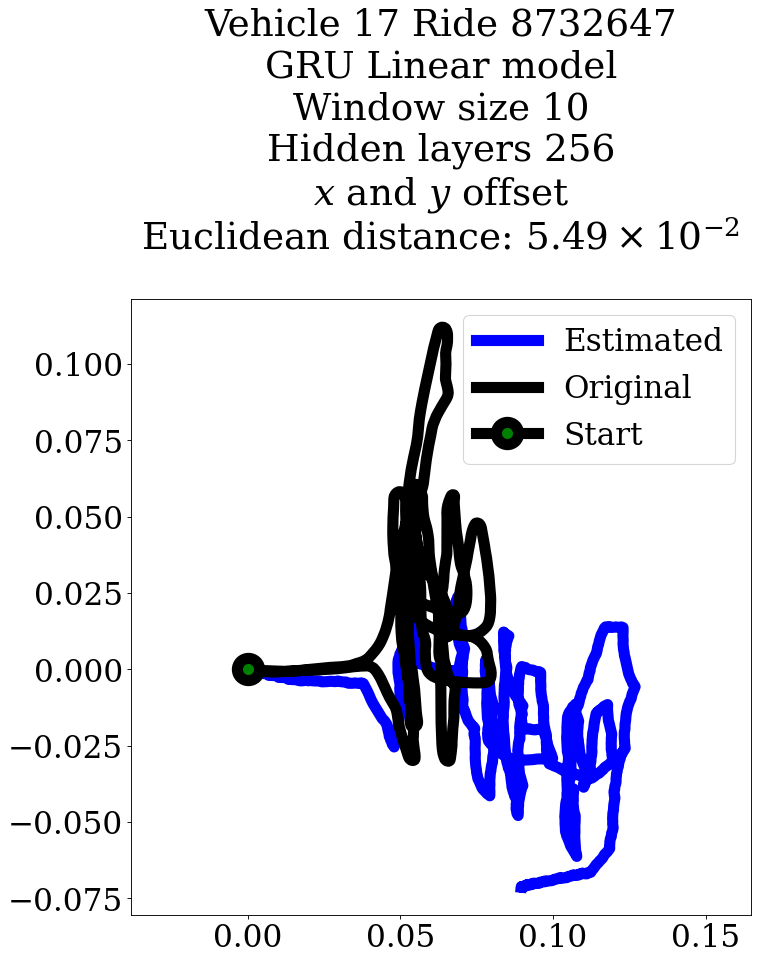 Vehicle 17 Ride 8732647
GRU Linear model
Window size 10
Hidden layers 256
x and y offset
Euclidean distance: 5.49 × 10⁻²
Estimated
Original
Start
0.100
0.075
0.050
0.025
0.000
−0.025
−0.050
−0.075
0.00 0.05 0.10 0.15